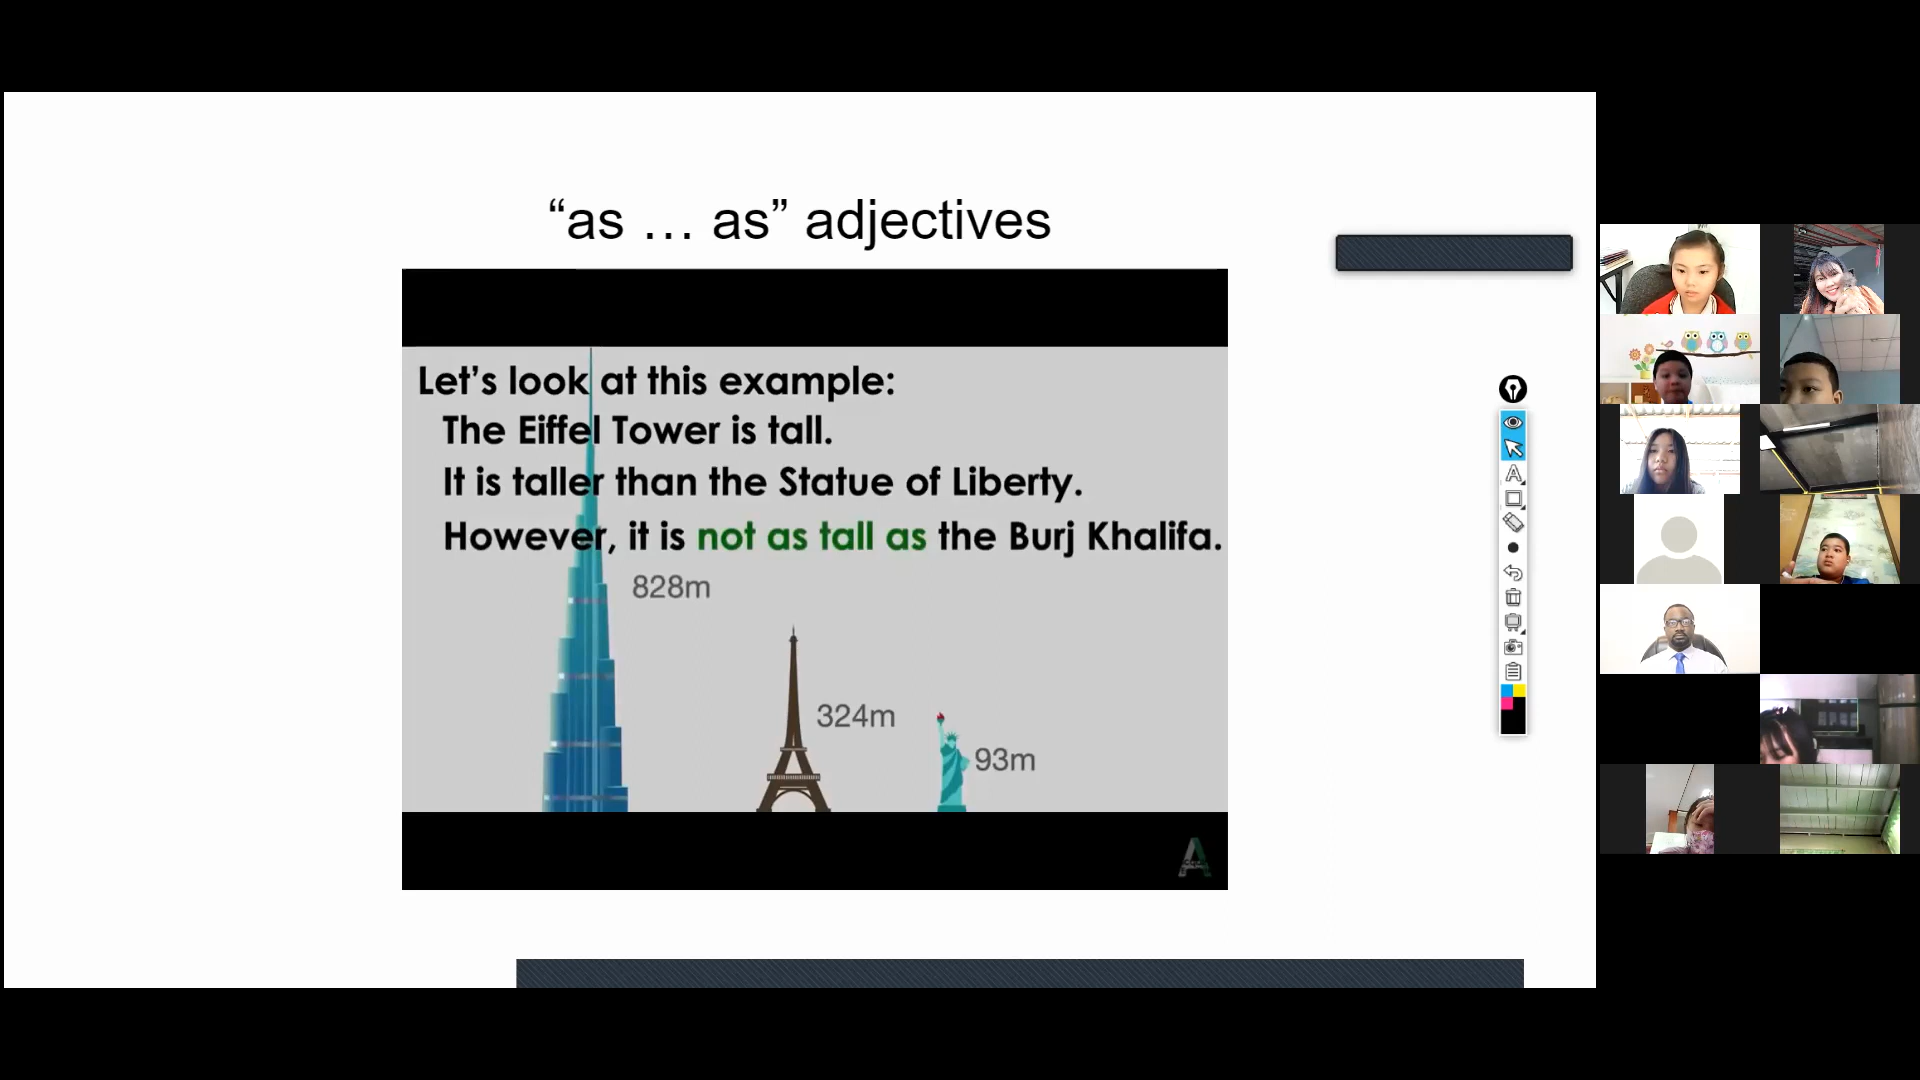 “as … as” adjectives
Let’s look at this example:
The Eiffel Tower is tall.
It is taller than the Statue of Liberty.
However, it is not as tall as the Burj Khalifa.
828m
324m
93m
A
A